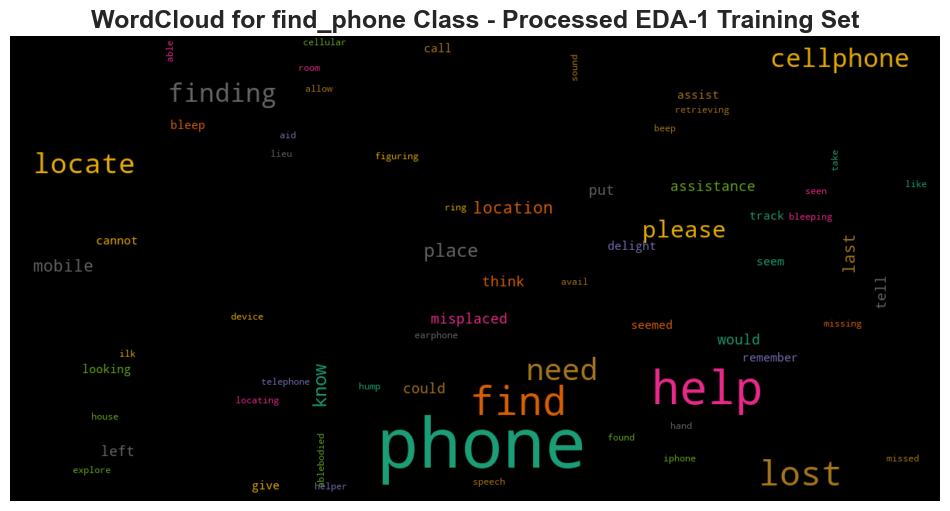 WordCloud for find_phone Class - Processed EDA-1 Training Set
able
cellular
call
room
sound
cellphone
finding
allow
assist
retrieving
bleep
aid
beep
lieu
figuring
locate
take
put
assistance
seen
like
ring
location
track
bleeping
please
cannot
place
delight
last
mobile
seem
think
avail
tell
device
misplaced
seemed
missing
earphone
would
ilk
remember
looking
need
know
telephone
hump
could
help
locating
find
house
phone
hand
found
left
ablebodied
iphone
missed
explore
lost
give
helper
speech